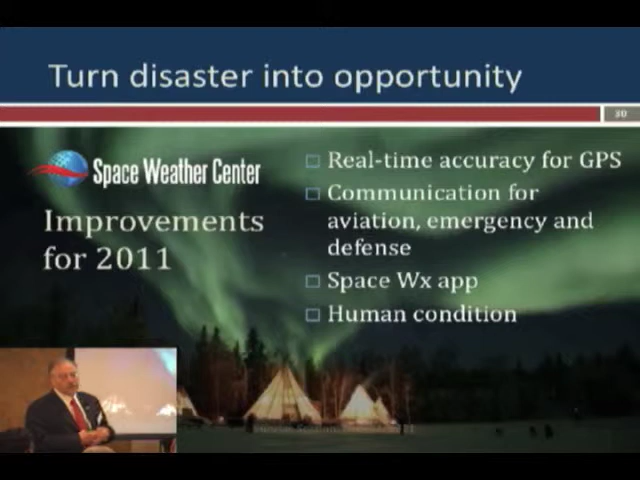 Turn disaster into opportunity
30
Space Weather Center
Improvements
for 2011
Real-time accuracy for GPS
Communication for
aviation, emergency and
defense
Space Wx app
Human condition